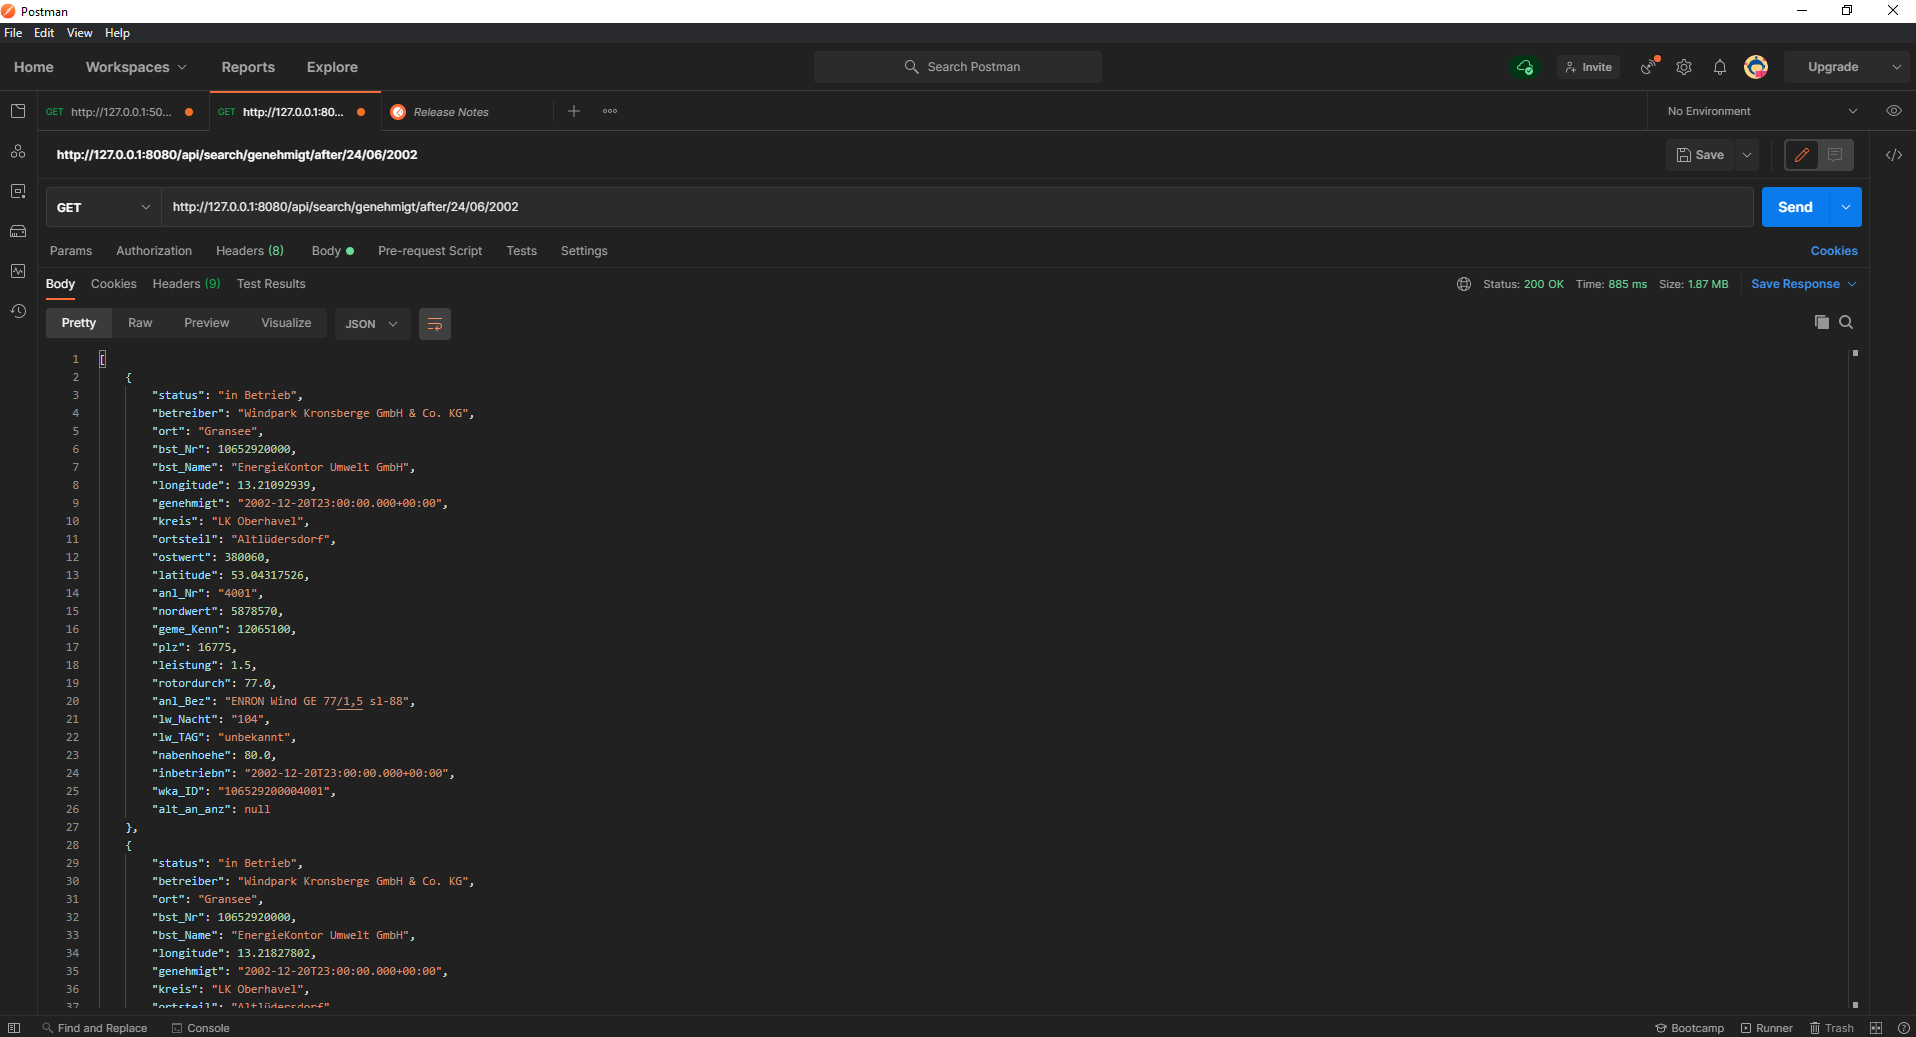 Postman
File Edit View Help
Home Workspaces Reports Explore Search Postman Invite Upgrade
GET http://127.0.0.1:50... GET http://127.0.0.1:80... Release Notes No Environment
http://127.0.0.1:8080/api/search/genehmigt/after/24/06/2002 Save
GET http://127.0.0.1:8080/api/search/genehmigt/after/24/06/2002 Send
Params Authorization Headers (8) Body Pre-request Script Tests Settings Cookies
Body Cookies Headers (9) Test Results Status: 200 OK Time: 885 ms Size: 1.87 MB Save Response
Pretty Raw Preview Visualize JSON
1 [
2 {
3 "status": "in Betrieb",
4 "betreiber": "Windpark Kronsberge GmbH & Co. KG",
5 "ort": "Gransee",
6 "bst_Nr": 10652920000,
7 "bst_Name": "EnergieKontor Umwelt GmbH",
8 "longitude": 13.21092939,
9 "genehmigt": "2002-12-20T23:00:00.000+00:00",
10 "kreis": "LK Oberhavel",
11 "ortsteil": "Altlüdersdorf",
12 "ostwert": 380060,
13 "latitude": 53.04317526,
14 "anl_Nr": "4001",
15 "nordwert": 5878570,
16 "geme_Kenn": 12065100,
17 "plz": 16775,
18 "leistung": 1.5,
19 "rotordurch": 77.0,
20 "anl_Bez": "ENRON Wind GE 77/1,5 sl-88",
21 "lw_Nacht": "104",
22 "lw_TAG": "unbekannt",
23 "nabenhoehe": 80.0,
24 "inbetriebn": "2002-12-20T23:00:00.000+00:00",
25 "wka_ID": "106529200004001",
26 "alt_an_anz": null
27 },
28 {
29 "status": "in Betrieb",
30 "betreiber": "Windpark Kronsberge GmbH & Co. KG",
31 "ort": "Gransee",
32 "bst_Nr": 10652920000,
33 "bst_Name": "EnergieKontor Umwelt GmbH",
34 "longitude": 13.21827802,
35 "genehmigt": "2002-12-20T23:00:00.000+00:00",
36 "kreis": "LK Oberhavel",
37 "ortsteil": "Altlüdersdorf"
Find and Replace Console Bootcamp Runner Trash